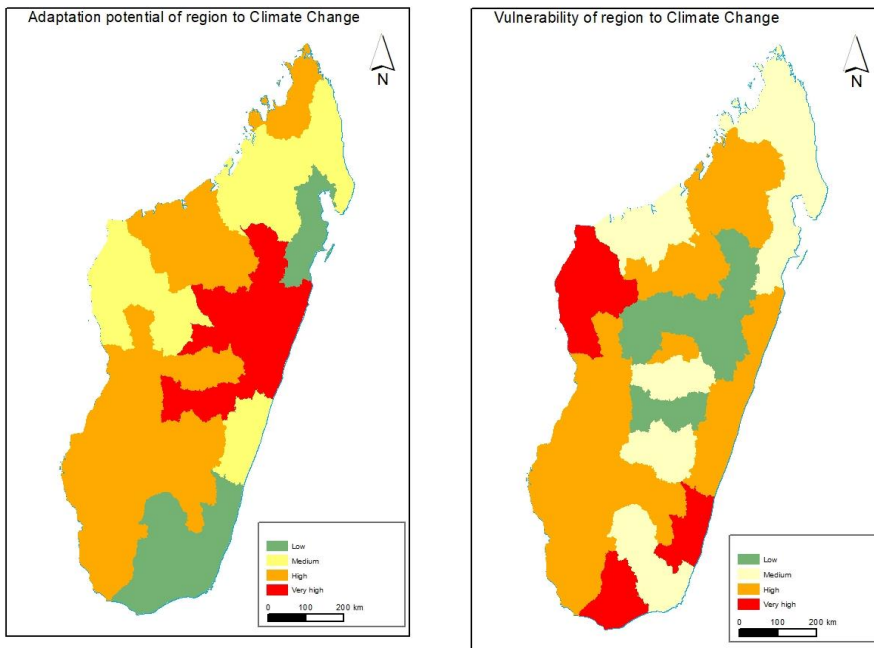 Adaptation potential of region to Climate Change
N
Low
Medium
High
Very high
0 100 200 km
Vulnerability of region to Climate Change
N
Low
Medium
High
Very high
0 100 200 km